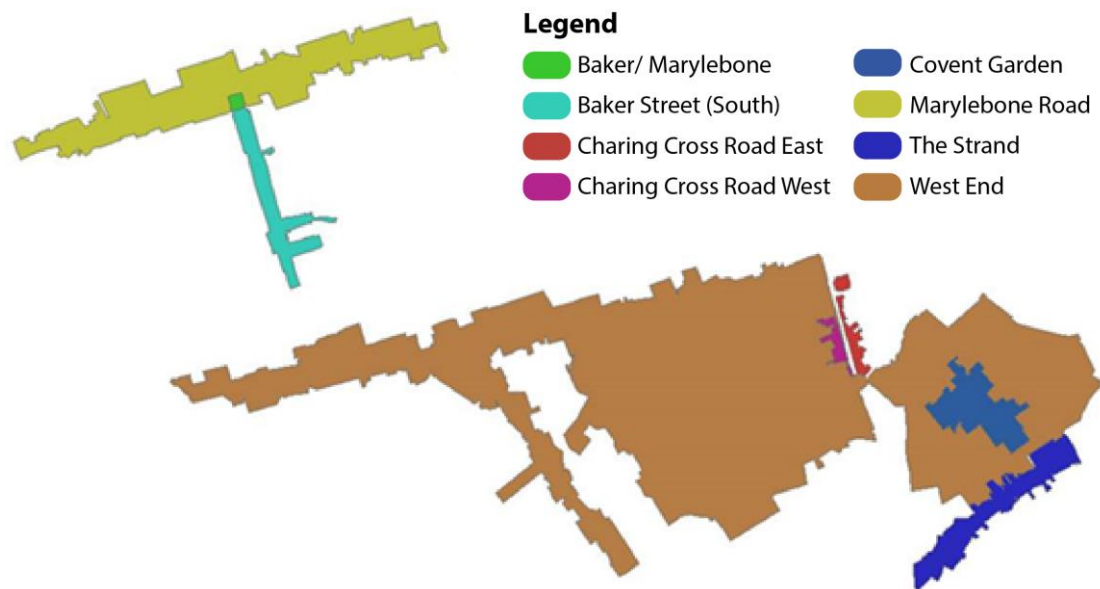 Legend
Baker/ Marylebone
Baker Street (South)
Charing Cross Road East
Charing Cross Road West
Covent Garden
Marylebone Road
The Strand
West End